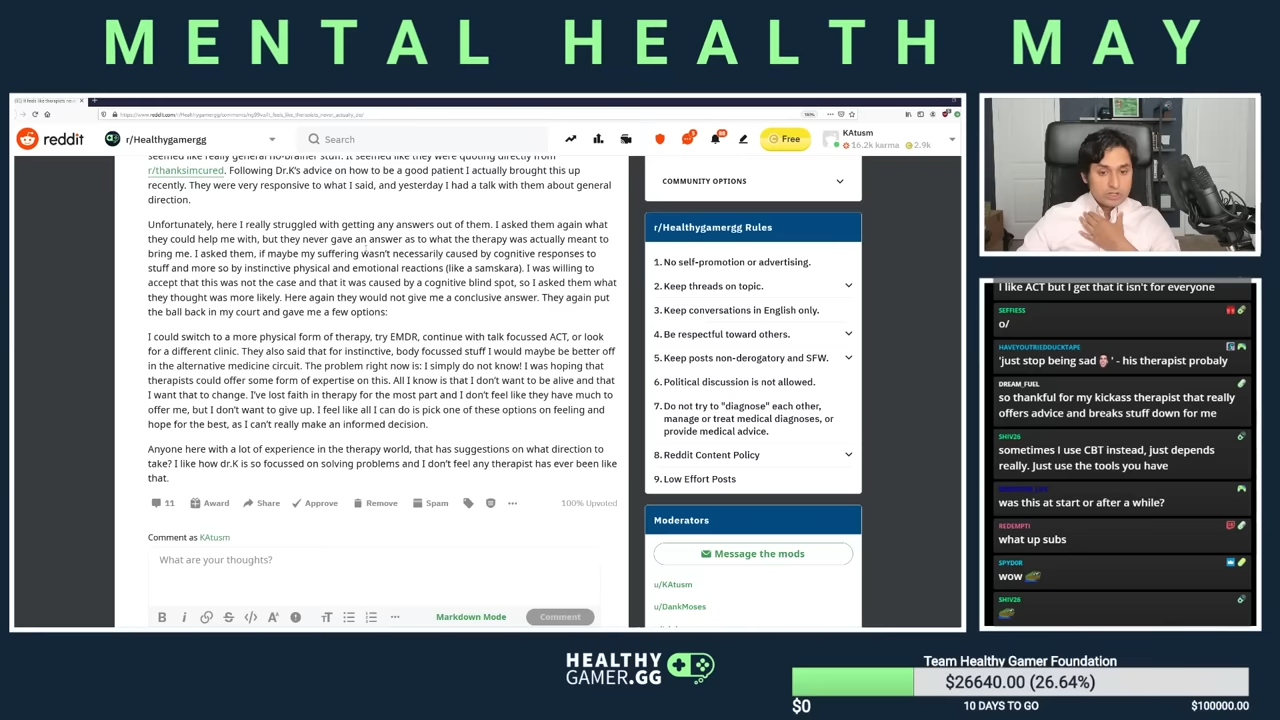 MENTAL HEALTH MAY
reddit
r/Healthygamergg
Search
Free
KAtusm
16.2k karma 2.9k
seemed like really general no-brainer stuff. It seemed like they were quoting directly from
r/thanksimcured. Following Dr.K's advice on how to be a good patient I actually brought this up
recently. They were very responsive to what I said, and yesterday I had a talk with them about general
direction.
Unfortunately, here I really struggled with getting any answers out of them. I asked them again what
they could help me with, but they never gave an answer as to what the therapy was actually meant to
bring me. I asked them, if maybe my suffering wasn't necessarily caused by cognitive responses to
stuff and more so by instinctive physical and emotional reactions (like a samskara). I was willing to
accept that this was not the case and that it was caused by a cognitive blind spot, so I asked them what
they thought was more likely. Here again they would not give me a conclusive answer. They again put
the ball back in my court and gave me a few options:
I could switch to a more physical form of therapy, try EMDR, continue with talk focussed ACT, or look
for a different clinic. They also said that for instinctive, body focussed stuff I would maybe be better off
in the alternative medicine circuit. The problem right now is: I simply do not know! I was hoping that
therapists could offer some form of expertise on this. All I know is that I don't want to be alive and that
I want that to change. I've lost faith in therapy for the most part and I don't feel like they have much to
offer me, but I don't want to give up. I feel like all I can do is pick one of these options on feeling and
hope for the best, as I can't really make an informed decision.
Anyone here with a lot of experience in the therapy world, that has suggestions on what direction to
take? I like how dr.K is so focussed on solving problems and I don't feel any therapist has ever been like
that.
11 Award Share Approve Remove Spam 100% Upvoted
Comment as KAtusm
What are your thoughts?
Markdown Mode Comment
COMMUNITY OPTIONS
r/Healthygamergg Rules
1. No self-promotion or advertising.
2. Keep threads on topic.
3. Keep conversations in English only.
4. Be respectful toward others.
5. Keep posts non-derogatory and SFW.
6. Political discussion is not allowed.
7. Do not try to "diagnose" each other,
manage or treat medical diagnoses, or
provide medical advice.
8. Reddit Content Policy
9. Low Effort Posts
Moderators
Message the mods
u/KAtusm
u/DankMoses
I like ACT but I get that it isn't for everyone
SEFFIESS
o/
HAVEYOUTRIEDDUCKTAPE
'just stop being sad ' - his therapist probaly
DREAM_FUEL
so thankful for my kickass therapist that really
offers advice and breaks stuff down for me
SHIV26
sometimes I use CBT instead, just depends
really. Just use the tools you have
was this at start or after a while?
REDEMPTI
what up subs
SPYD0R
wow
SHIV26
HEALTHY
GAMER.GG
Team Healthy Gamer Foundation
$26640.00 (26.64%)
$0 10 DAYS TO GO $100000.00